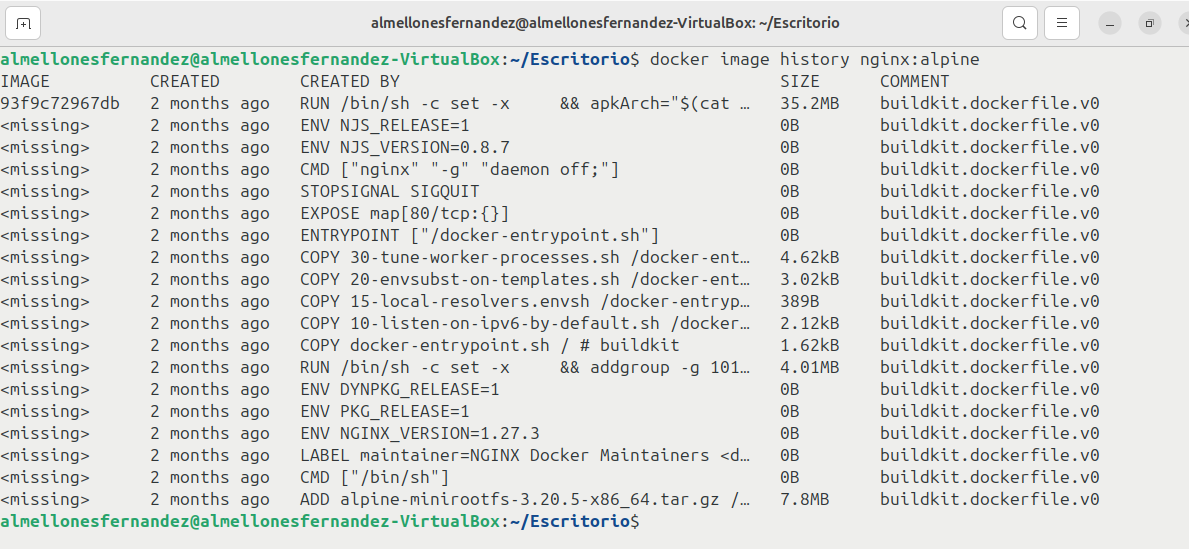 almellonesfernandez@almellonesfernandez-VirtualBox: ~/Escritorio
almellonesfernandez@almellonesfernandez-VirtualBox:~/Escritorio$ docker image history nginx:alpine
IMAGE CREATED CREATED BY SIZE COMMENT
93f9c72967db 2 months ago RUN /bin/sh -c set -x && apkArch="$(cat … 35.2MB buildkit.dockerfile.v0
<missing> 2 months ago ENV NJS_RELEASE=1 0B buildkit.dockerfile.v0
<missing> 2 months ago ENV NJS_VERSION=0.8.7 0B buildkit.dockerfile.v0
<missing> 2 months ago CMD ["nginx" "-g" "daemon off;"] 0B buildkit.dockerfile.v0
<missing> 2 months ago STOPSIGNAL SIGQUIT 0B buildkit.dockerfile.v0
<missing> 2 months ago EXPOSE map[80/tcp:{}] 0B buildkit.dockerfile.v0
<missing> 2 months ago ENTRYPOINT ["/docker-entrypoint.sh"] 0B buildkit.dockerfile.v0
<missing> 2 months ago COPY 30-tune-worker-processes.sh /docker-ent… 4.62kB buildkit.dockerfile.v0
<missing> 2 months ago COPY 20-envsubst-on-templates.sh /docker-ent… 3.02kB buildkit.dockerfile.v0
<missing> 2 months ago COPY 15-local-resolvers.envsh /docker-entryp… 389B buildkit.dockerfile.v0
<missing> 2 months ago COPY 10-listen-on-ipv6-by-default.sh /docker… 2.12kB buildkit.dockerfile.v0
<missing> 2 months ago COPY docker-entrypoint.sh / # buildkit 1.62kB buildkit.dockerfile.v0
<missing> 2 months ago RUN /bin/sh -c set -x && addgroup -g 101… 4.01MB buildkit.dockerfile.v0
<missing> 2 months ago ENV DYNPKG_RELEASE=1 0B buildkit.dockerfile.v0
<missing> 2 months ago ENV PKG_RELEASE=1 0B buildkit.dockerfile.v0
<missing> 2 months ago ENV NGINX_VERSION=1.27.3 0B buildkit.dockerfile.v0
<missing> 2 months ago LABEL maintainer=NGINX Docker Maintainers <d… 0B buildkit.dockerfile.v0
<missing> 2 months ago CMD ["/bin/sh"] 0B buildkit.dockerfile.v0
<missing> 2 months ago ADD alpine-minirootfs-3.20.5-x86_64.tar.gz /… 7.8MB buildkit.dockerfile.v0
almellonesfernandez@almellonesfernandez-VirtualBox:~/Escritorio$